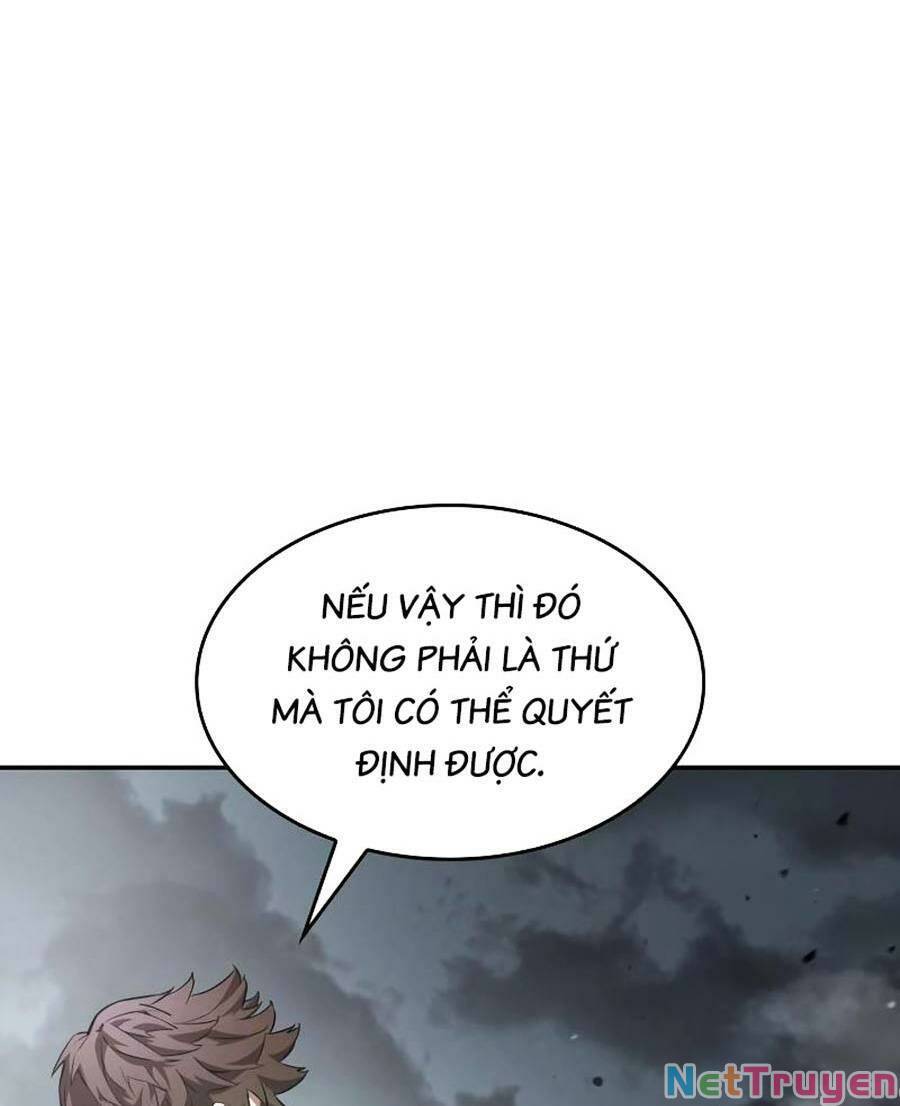 NẾU VẬY THÌ ĐÓ
KHÔNG PHẢI LÀ THỨ
MÀ TÔI CÓ THỂ QUYẾT
ĐỊNH ĐƯỢC.
NetTruyen